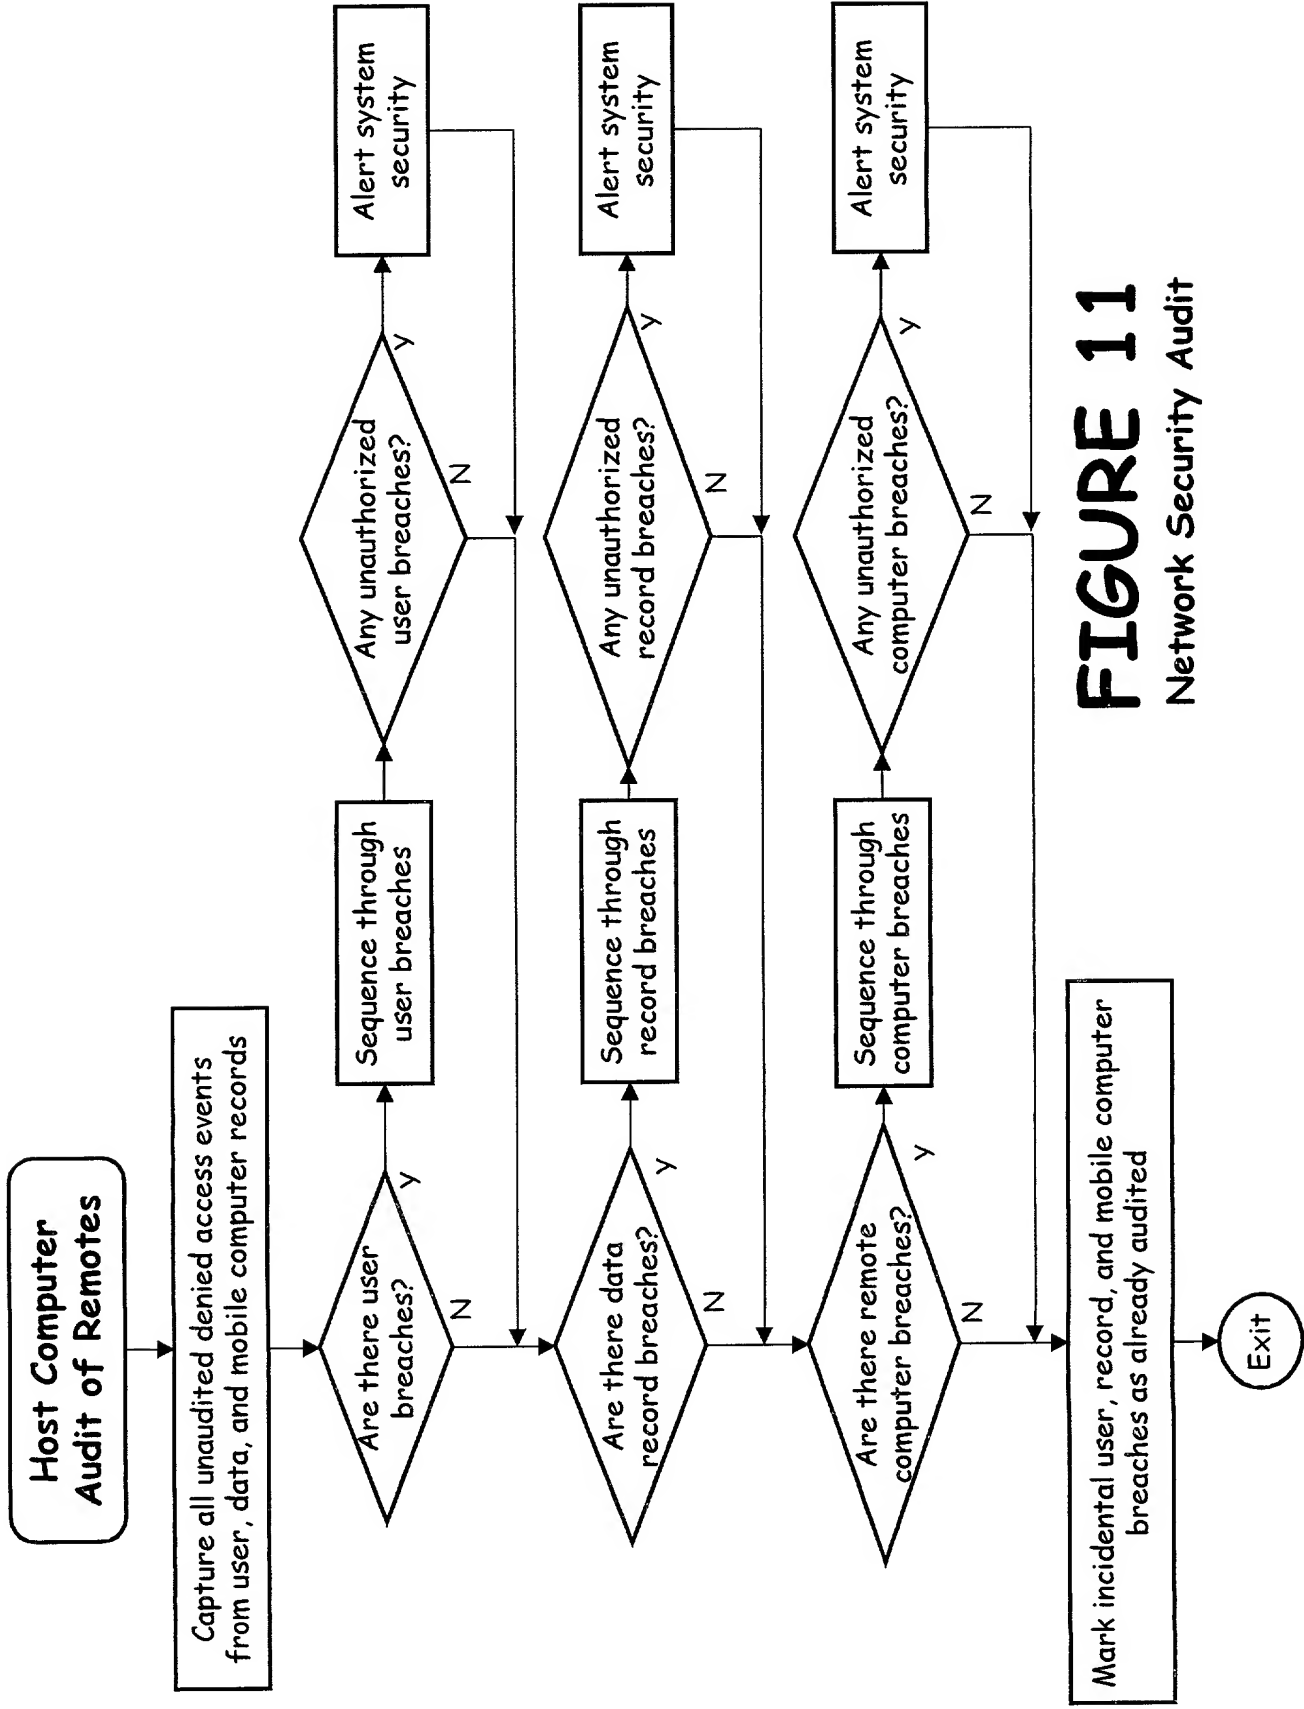 Host Computer
Audit of Remotes
Capture all unaudited denied access events
from user, data, and mobile computer records
Are there user
breaches?
Y
N
Sequence through
user breaches
Any unauthorized
user breaches?
Y
N
Alert system
security
Are there data
record breaches?
Y
N
Sequence through
record breaches
Any unauthorized
record breaches?
Y
N
Alert system
security
Are there remote
computer breaches?
Y
N
Sequence through
computer breaches
Any unauthorized
computer breaches?
Y
N
Alert system
security
Mark incidental user, record, and mobile computer
breaches as already audited
Exit
FIGURE 11
Network Security Audit